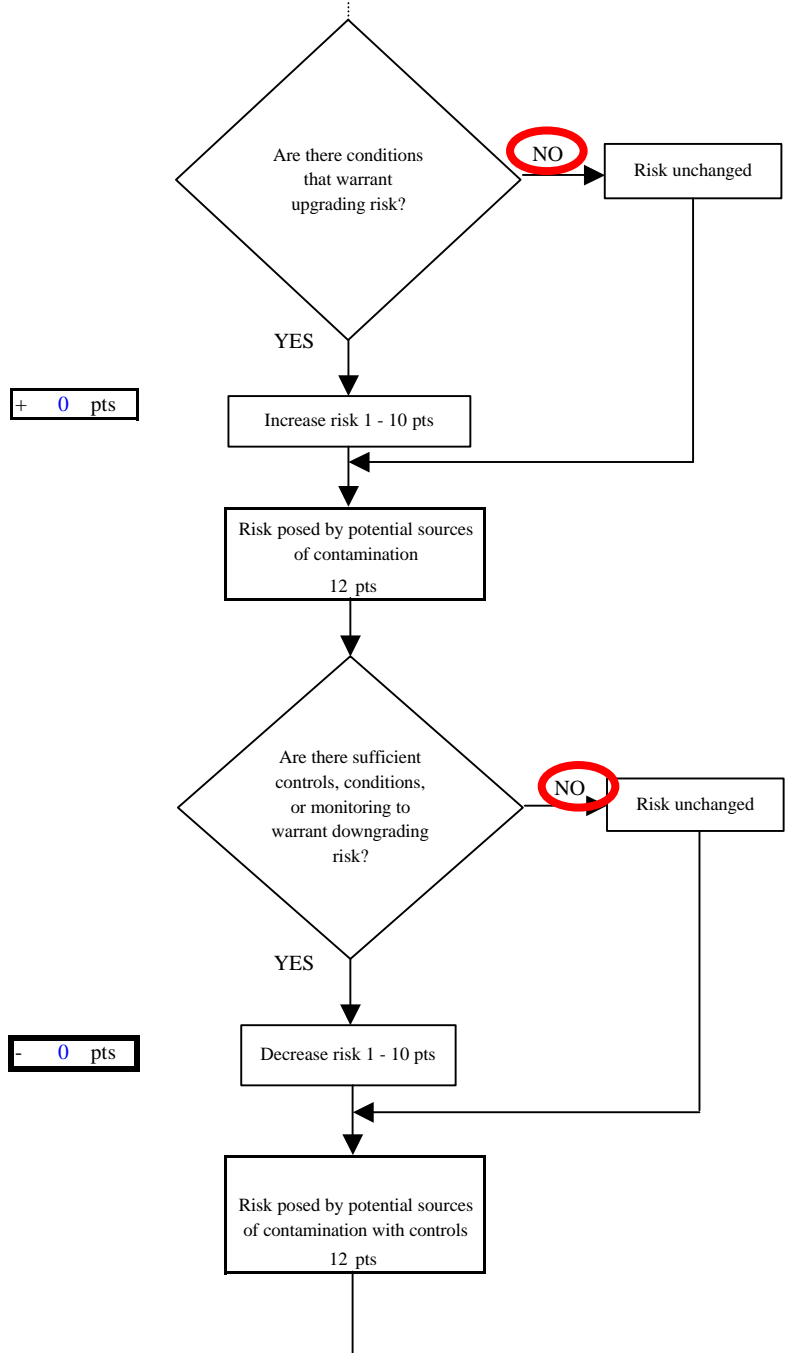 Are there conditions
that warrant
upgrading risk?
NO
Risk unchanged
YES
+ 0 pts
Increase risk 1 - 10 pts
Risk posed by potential sources
of contamination
12 pts
Are there sufficient
controls, conditions,
or monitoring to
warrant downgrading
risk?
NO
Risk unchanged
YES
- 0 pts
Decrease risk 1 - 10 pts
Risk posed by potential sources
of contamination with controls
12 pts